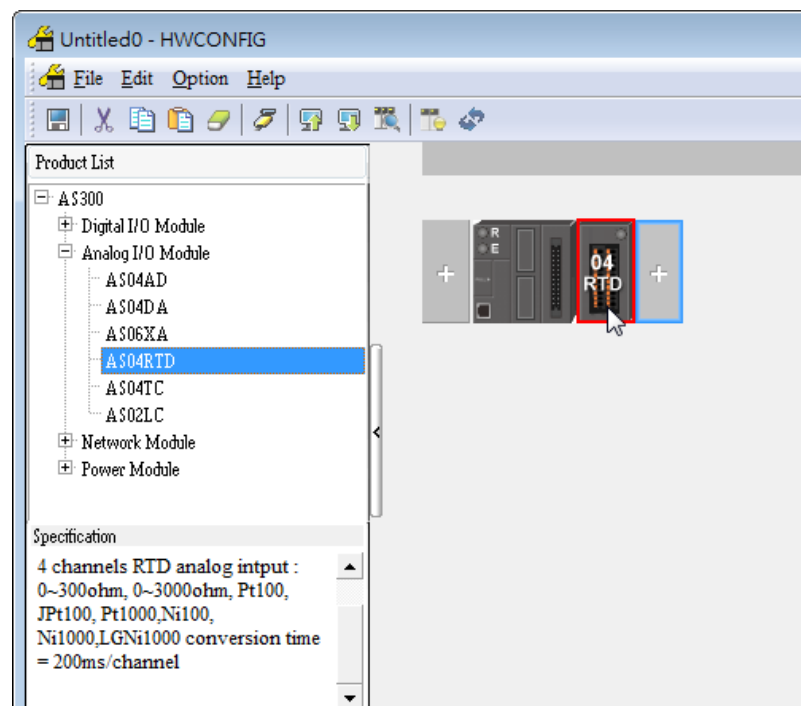 Untitled0 - HWCONFIG
File Edit Option Help
Product List
AS300
Digital I/O Module
Analog I/O Module
AS04AD
AS04DA
AS06XA
AS04RTD
AS04TC
AS02LC
Network Module
Power Module
Specification
4 channels RTD analog intput :
0~300ohm, 0~3000ohm, Pt100,
JPt100, Pt1000,Ni100,
Ni1000,LGNi1000 conversion time
= 200ms/channel
R
E
04
RTD